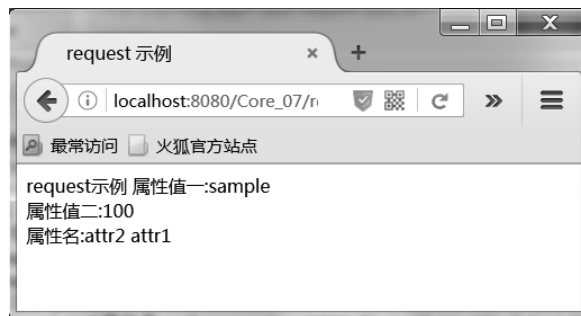 request 示例
localhost:8080/Core_07/r
最常访问 火狐官方站点
request示例 属性值一:sample
属性值二:100
属性名:attr2 attr1